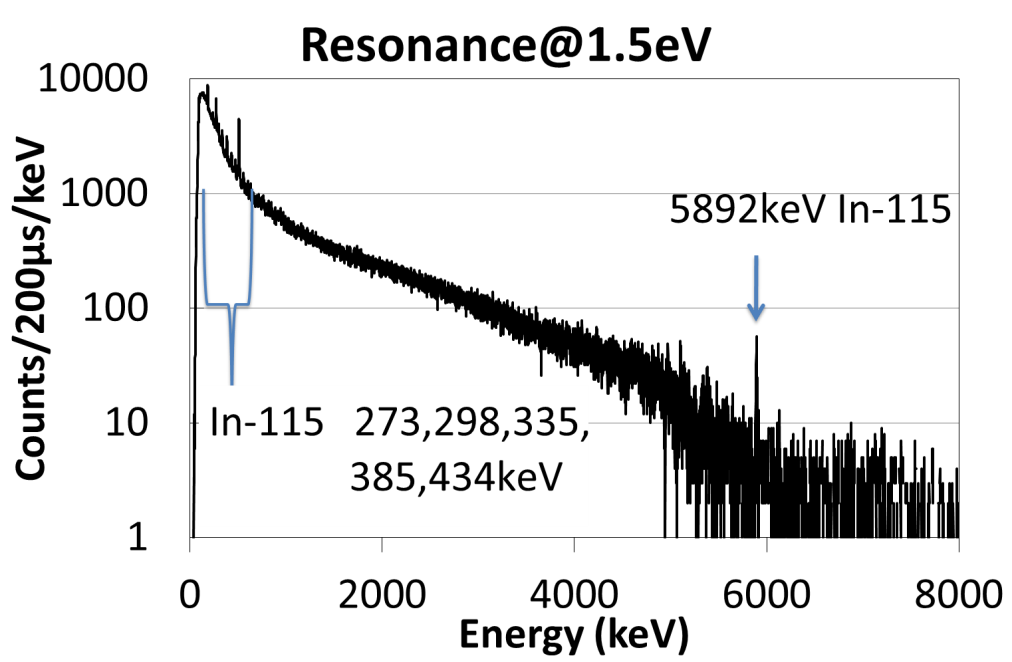 Resonance@1.5eV
Counts/200µs/keV
10000
1000
100
10
1
5892keV In-115
In-115 273,298,335,
385,434keV
0 2000 4000 6000 8000
Energy (keV)